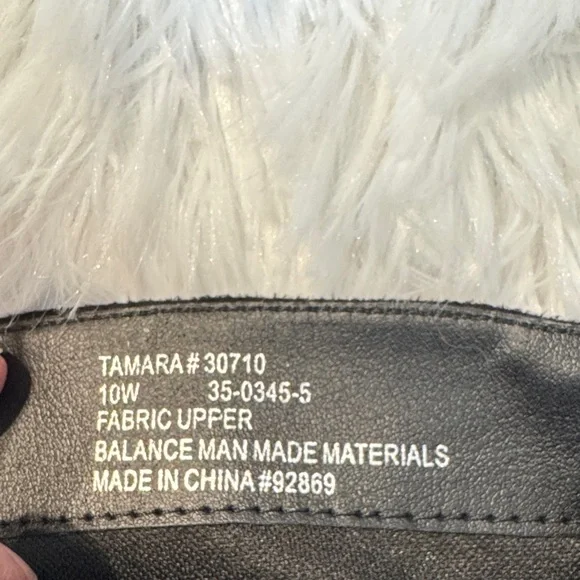 TAMARA # 30710
10W 35-0345-5
FABRIC UPPER
BALANCE MAN MADE MATERIALS
MADE IN CHINA #92869